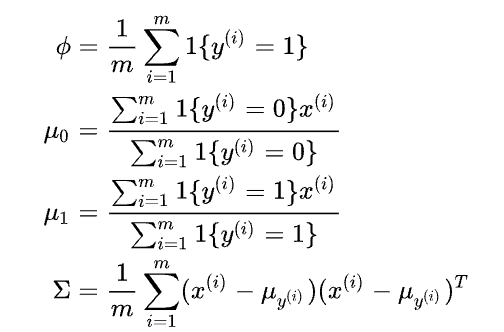 ϕ = 1/m ∑_{i=1}^{m} 1{y^{(i)} = 1}
μ_0 = ∑_{i=1}^{m} 1{y^{(i)} = 0}x^{(i)} / ∑_{i=1}^{m} 1{y^{(i)} = 0}
μ_1 = ∑_{i=1}^{m} 1{y^{(i)} = 1}x^{(i)} / ∑_{i=1}^{m} 1{y^{(i)} = 1}
Σ = 1/m ∑_{i=1}^{m} (x^{(i)} − μ_{y^{(i)}})(x^{(i)} − μ_{y^{(i)}})^T